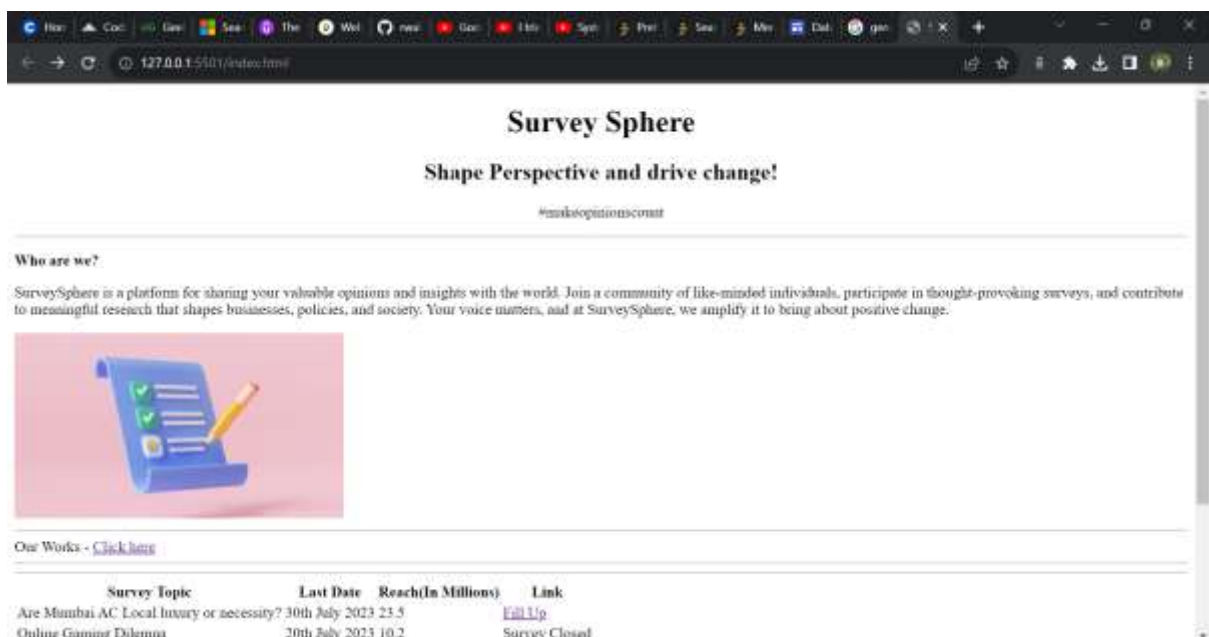 The
127.0.0.1:5501/index.html
Survey Sphere
Shape Perspective and drive change!
#makeopinionscount
Who are we?
SurveySphere is a platform for sharing your valuable opinions and insights with the world. Join a community of like-minded individuals, participate in thought-provoking surveys, and contribute
to meaningful research that shapes businesses, policies, and society. Your voice matters, and at SurveySphere, we amplify it to bring about positive change.
Our Works - Click here
Survey Topic Last Date Reach(In Millions) Link
Are Mumbai AC Local luxury or necessity? 30th July 2023 23.5 Fill Up
Online Gaming Dilemna 20th July 2023 10.2 Survey Closed